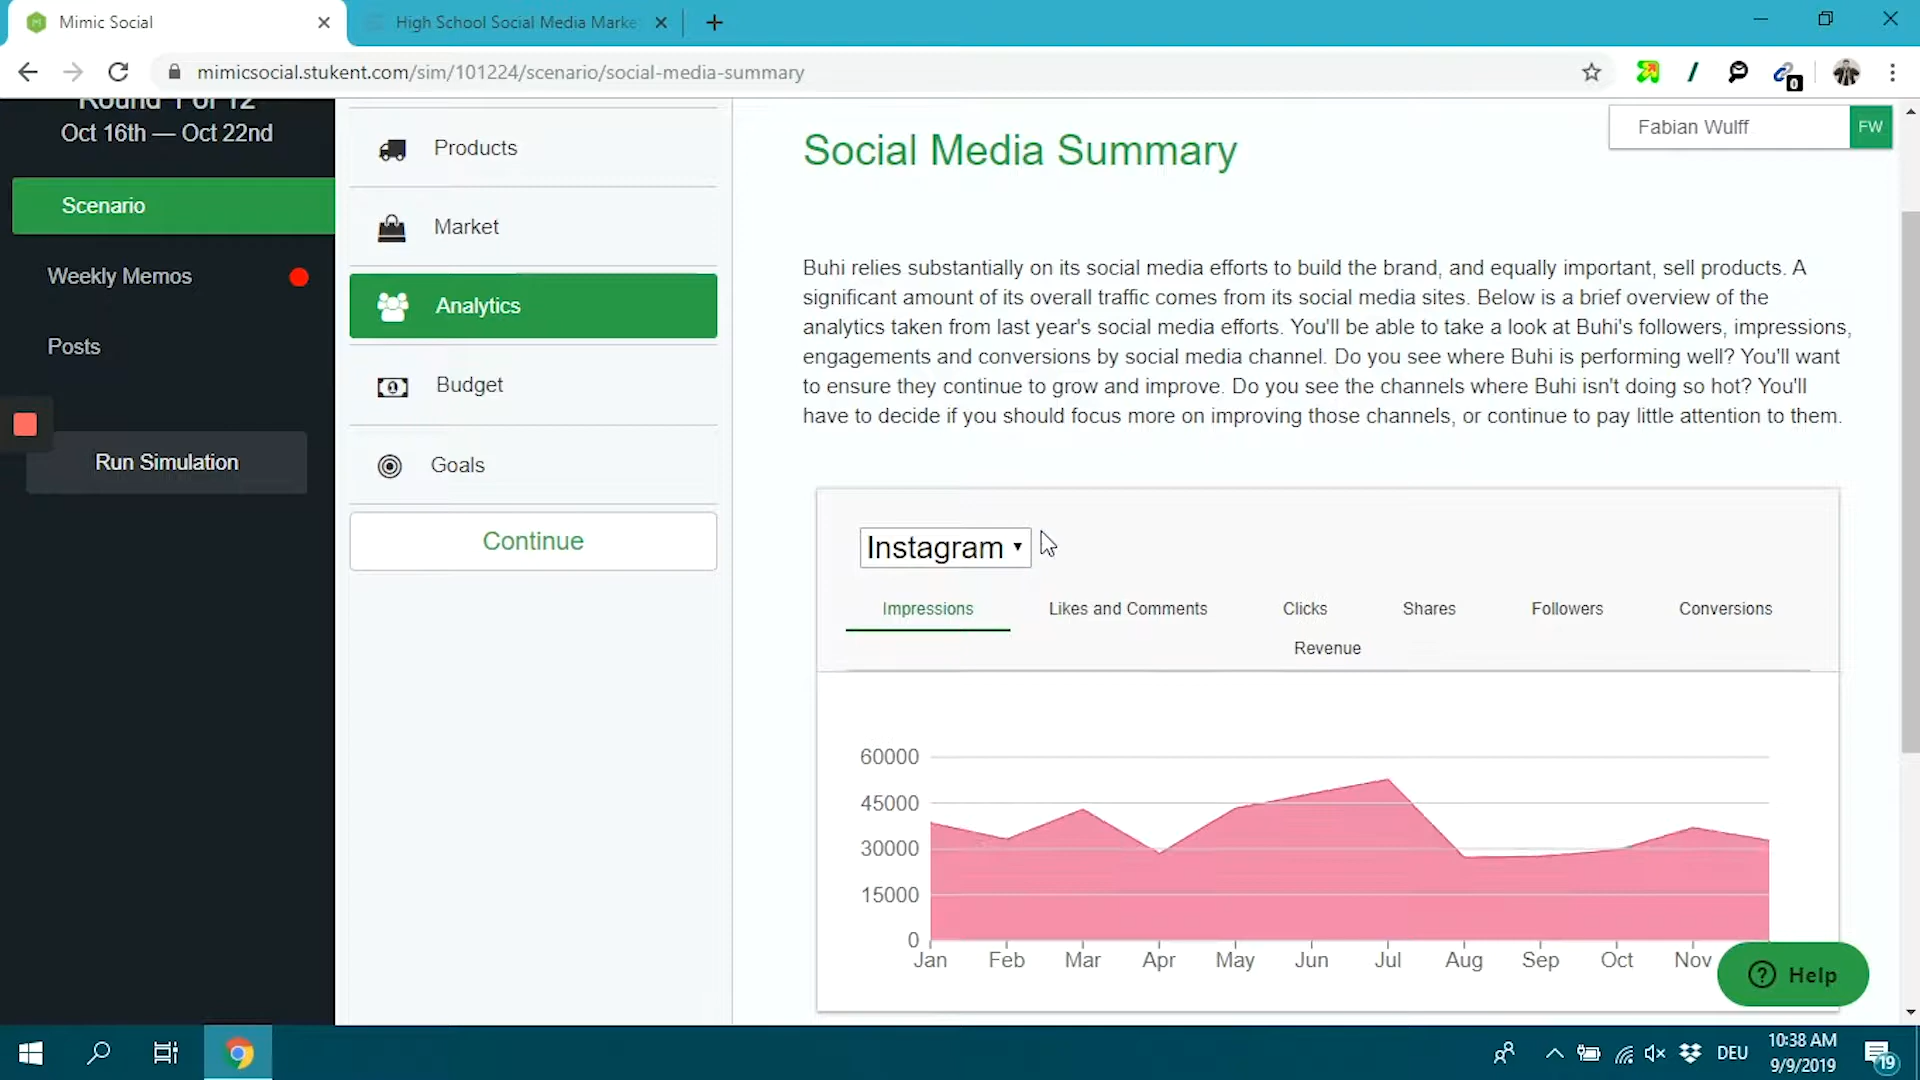 Mimic Social
High School Social Media Marke
mimicsocial.stukent.com/sim/101224/scenario/social-media-summary
0
Round 1 of 12
Oct 16th — Oct 22nd
Scenario
Weekly Memos
Posts
Run Simulation
Products
Market
Analytics
Budget
Goals
Continue
Fabian Wulff
FW
Social Media Summary
Buhi relies substantially on its social media efforts to build the brand, and equally important, sell products. A
significant amount of its overall traffic comes from its social media sites. Below is a brief overview of the
analytics taken from last year's social media efforts. You'll be able to take a look at Buhi's followers, impressions,
engagements and conversions by social media channel. Do you see where Buhi is performing well? You'll want
to ensure they continue to grow and improve. Do you see the channels where Buhi isn't doing so hot? You'll
have to decide if you should focus more on improving those channels, or continue to pay little attention to them.
Instagram
Impressions Likes and Comments Clicks Shares Followers Conversions
Revenue
60000
45000
30000
15000
0
Jan Feb Mar Apr May Jun Jul Aug Sep Oct Nov
Help
DEU
10:38 AM
9/9/2019
19